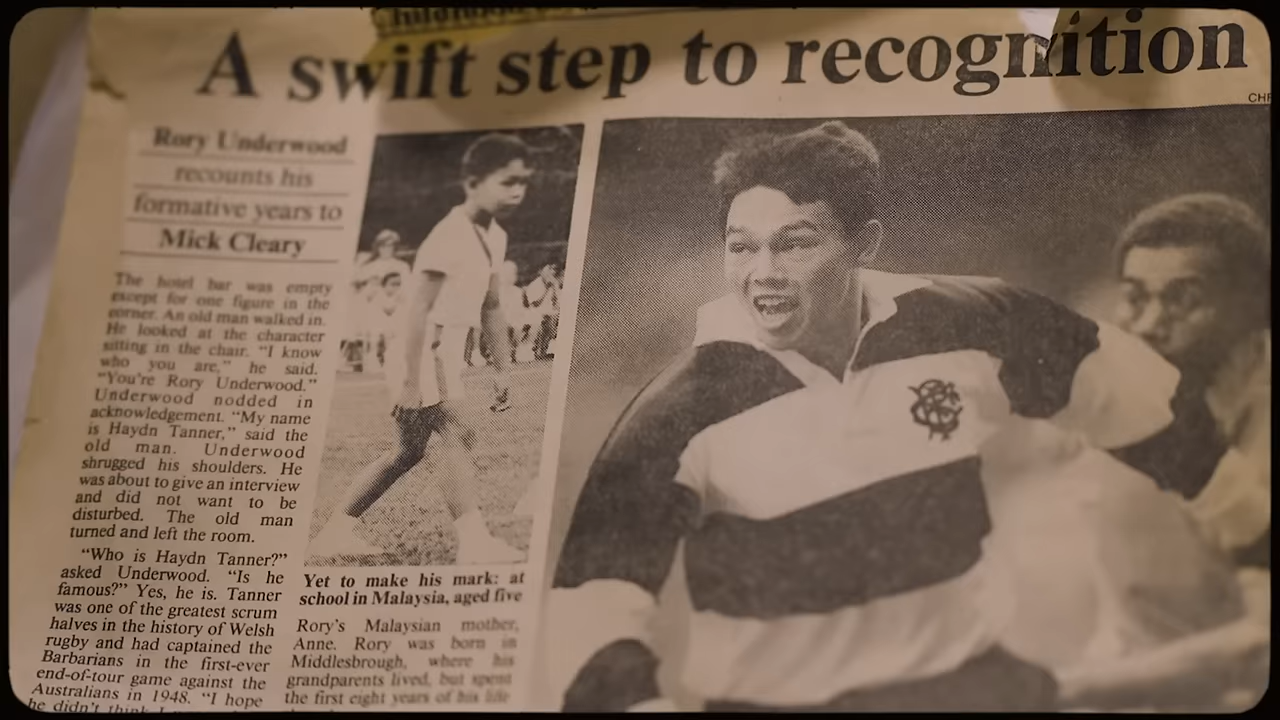 A swift step to recognition
CHR
Rory Underwood
recounts his
formative years to
Mick Cleary
The hotel bar was empty
except for one figure in the
corner. An old man walked in.
He looked at the character
sitting in the chair. “I know
who you are,” he said.
“You're Rory Underwood.”
Underwood nodded in
acknowledgement. “My name
is Haydn Tanner,” said the
old man. Underwood
shrugged his shoulders. He
was about to give an interview
and did not want to be
disturbed. The old man
turned and left the room.
“Who is Haydn Tanner?”
asked Underwood. “Is he
famous?” Yes, he is. Tanner
was one of the greatest scrum
halves in the history of Welsh
rugby and had captained the
Barbarians in the first-ever
end-of-tour game against the
Australians in 1948. “I hope
he didn't think I
Yet to make his mark: at
school in Malaysia, aged five
Rory's Malaysian mother,
Anne. Rory was born in
Middlesbrough, where his
grandparents lived, but spent
the first eight years of his life